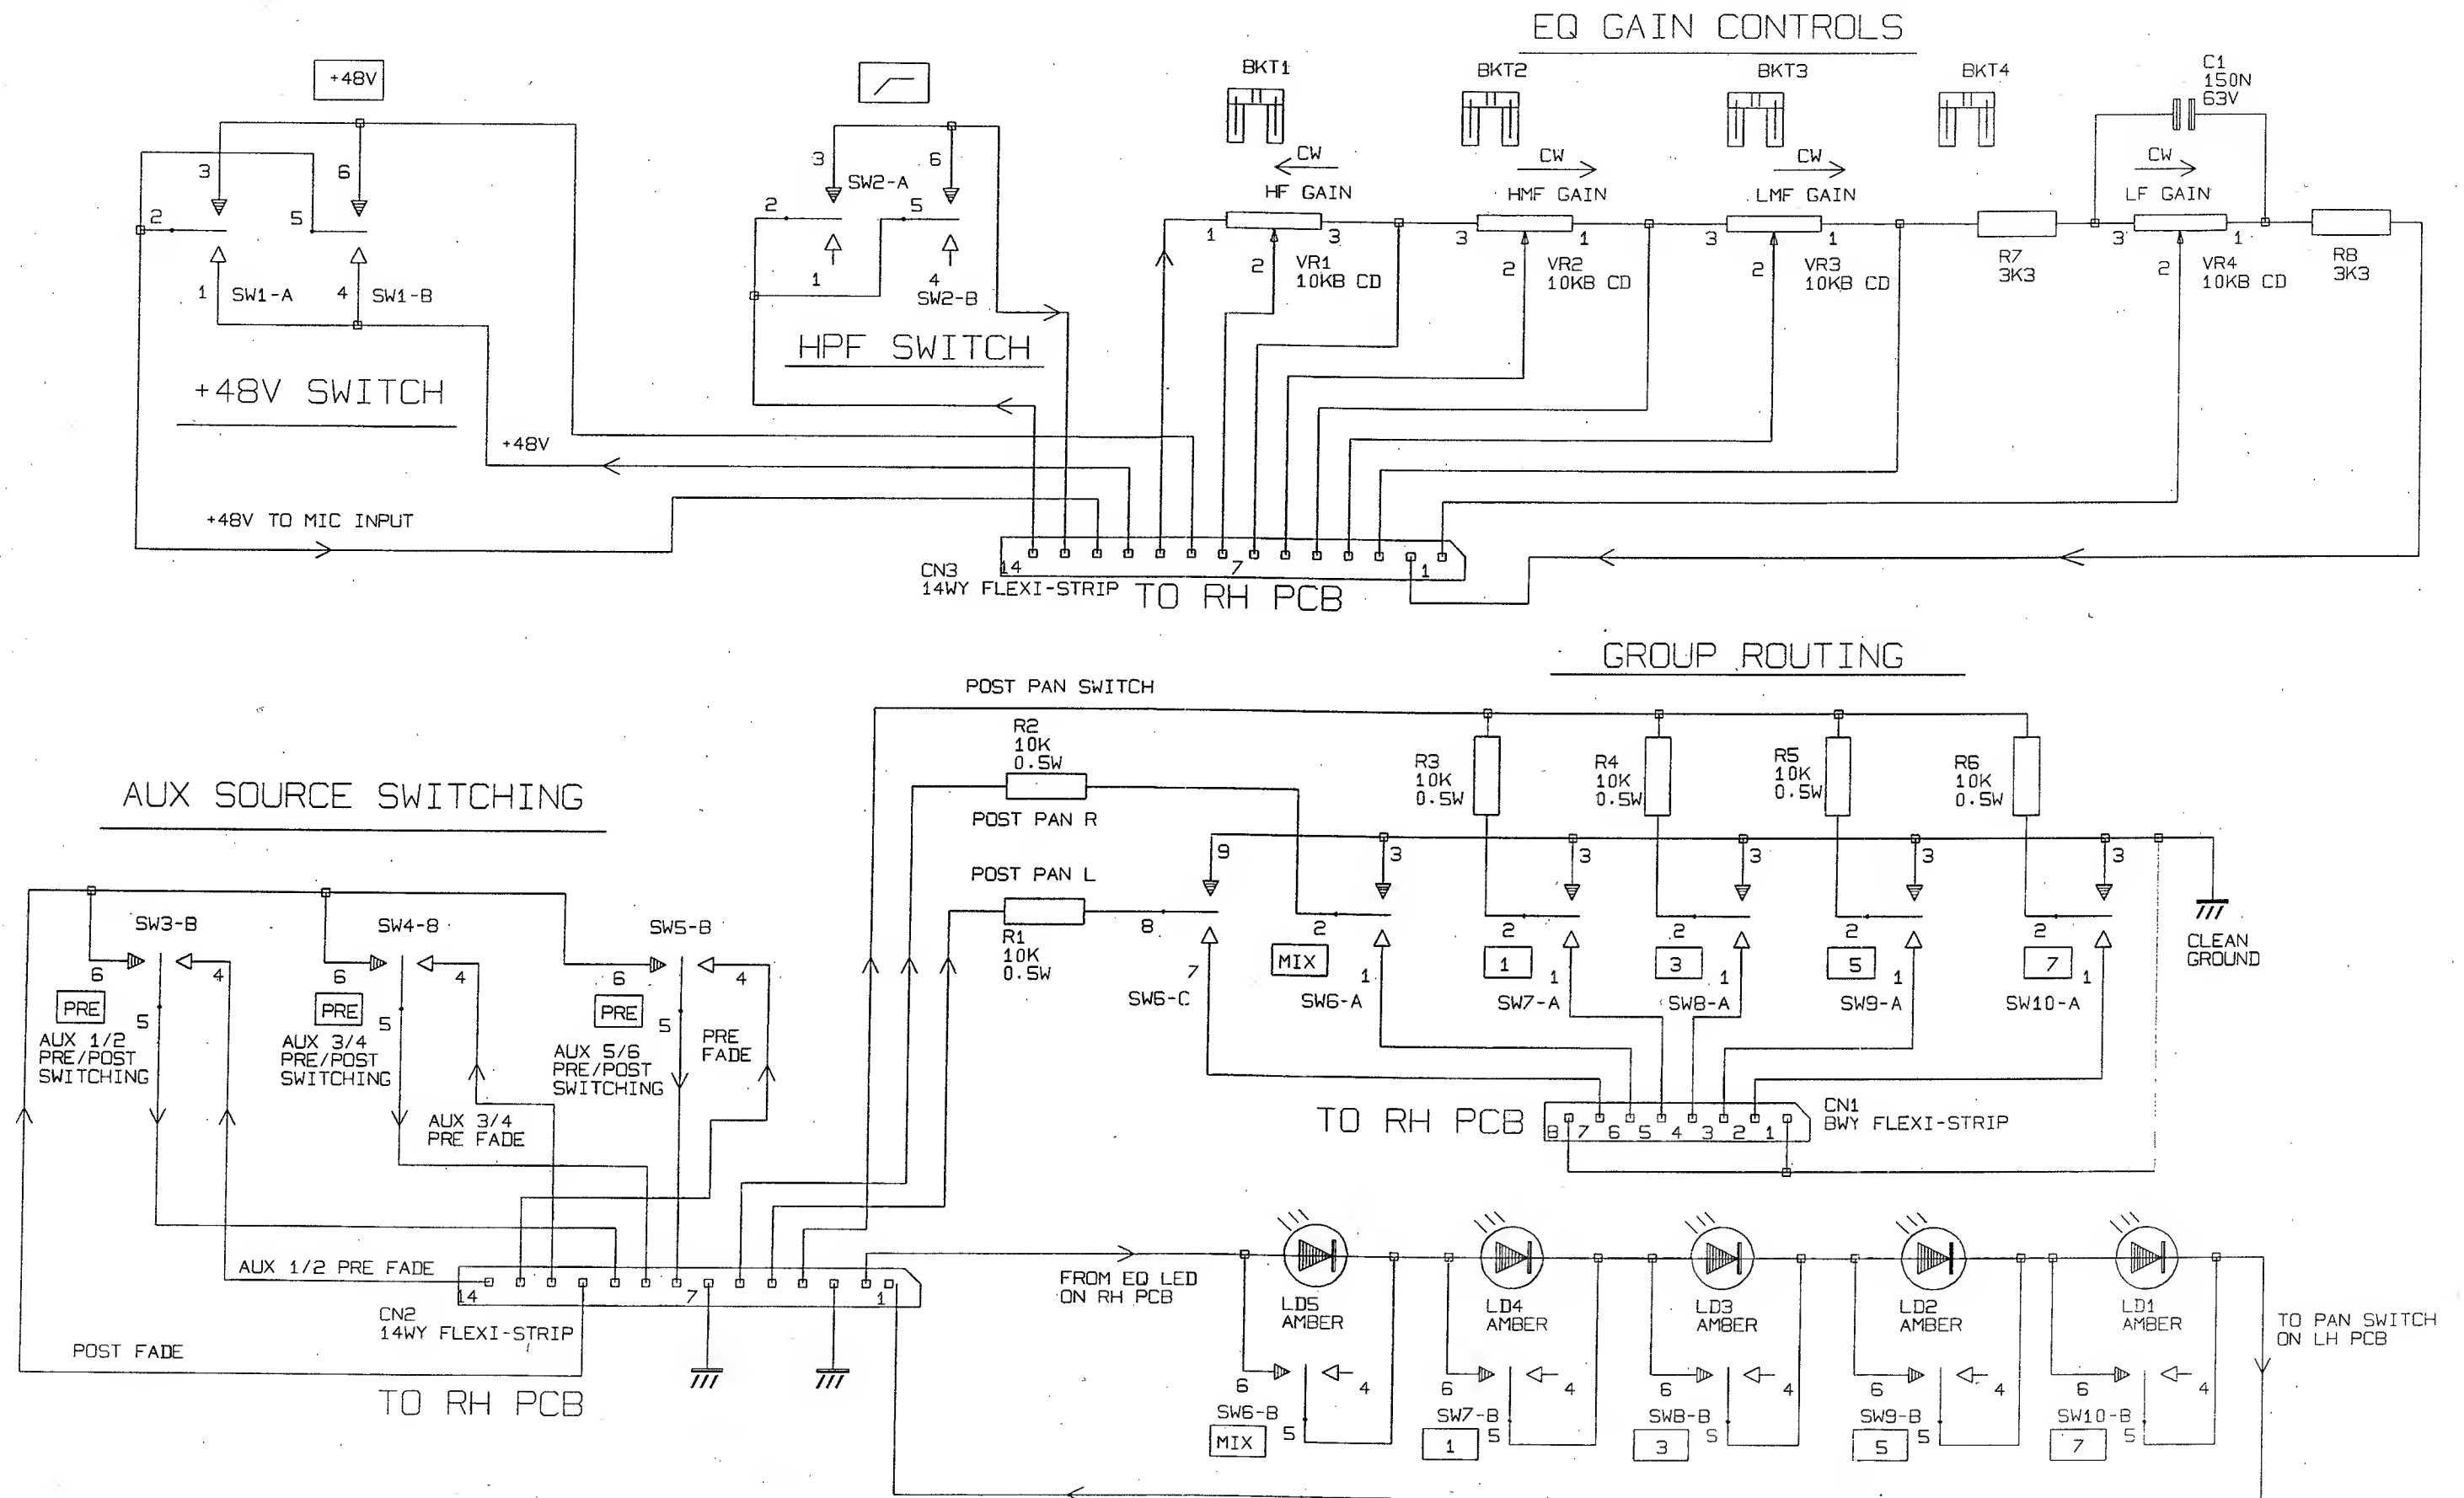 EQ GAIN CONTROLS
+48V
BKT1
BKT2
BKT3
BKT4
C1
150N
63V
CW
CW
CW
CW
HF GAIN
HMF GAIN
LMF GAIN
LF GAIN
3
6
2
5
1
SW1-A
4
SW1-B
3
SW2-A
6
2
5
1
4
SW2-B
1
3
2
VR1
10KB CD
3
1
2
VR2
10KB CD
3
1
2
VR3
10KB CD
R7
3K3
3
1
2
VR4
10KB CD
R8
3K3
HPF SWITCH
+48V SWITCH
+48V
+48V TO MIC INPUT
14
7
1
CN3
14WY FLEXI-STRIP
TO RH PCB
GROUP ROUTING
POST PAN SWITCH
R2
10K
0.5W
POST PAN R
R3
10K
0.5W
R4
10K
0.5W
R5
10K
0.5W
R6
10K
0.5W
AUX SOURCE SWITCHING
POST PAN L
R1
10K
0.5W
9
3
3
3
3
3
8
2
2
2
2
2
MIX
1
3
5
7
7
1
1
1
1
1
SW6-C
SW6-A
SW7-A
SW8-A
SW9-A
SW10-A
CLEAN
GROUND
SW3-B
SW4-8
SW5-B
6
4
6
4
6
4
PRE
5
PRE
5
PRE
5
AUX 1/2
PRE/POST
SWITCHING
AUX 3/4
PRE/POST
SWITCHING
AUX 5/6
PRE/POST
SWITCHING
PRE
FADE
AUX 3/4
PRE FADE
TO RH PCB
8 7 6 5 4 3 2 1
CN1
8WY FLEXI-STRIP
AUX 1/2 PRE FADE
14
7
1
CN2
14WY FLEXI-STRIP
POST FADE
TO RH PCB
FROM EQ LED
ON RH PCB
LD5
AMBER
LD4
AMBER
LD3
AMBER
LD2
AMBER
LD1
AMBER
TO PAN SWITCH
ON LH PCB
6
4
6
4
6
4
6
4
6
4
SW6-B
5
MIX
SW7-B
5
1
SW8-B
5
3
SW9-B
5
5
SW10-B
5
7